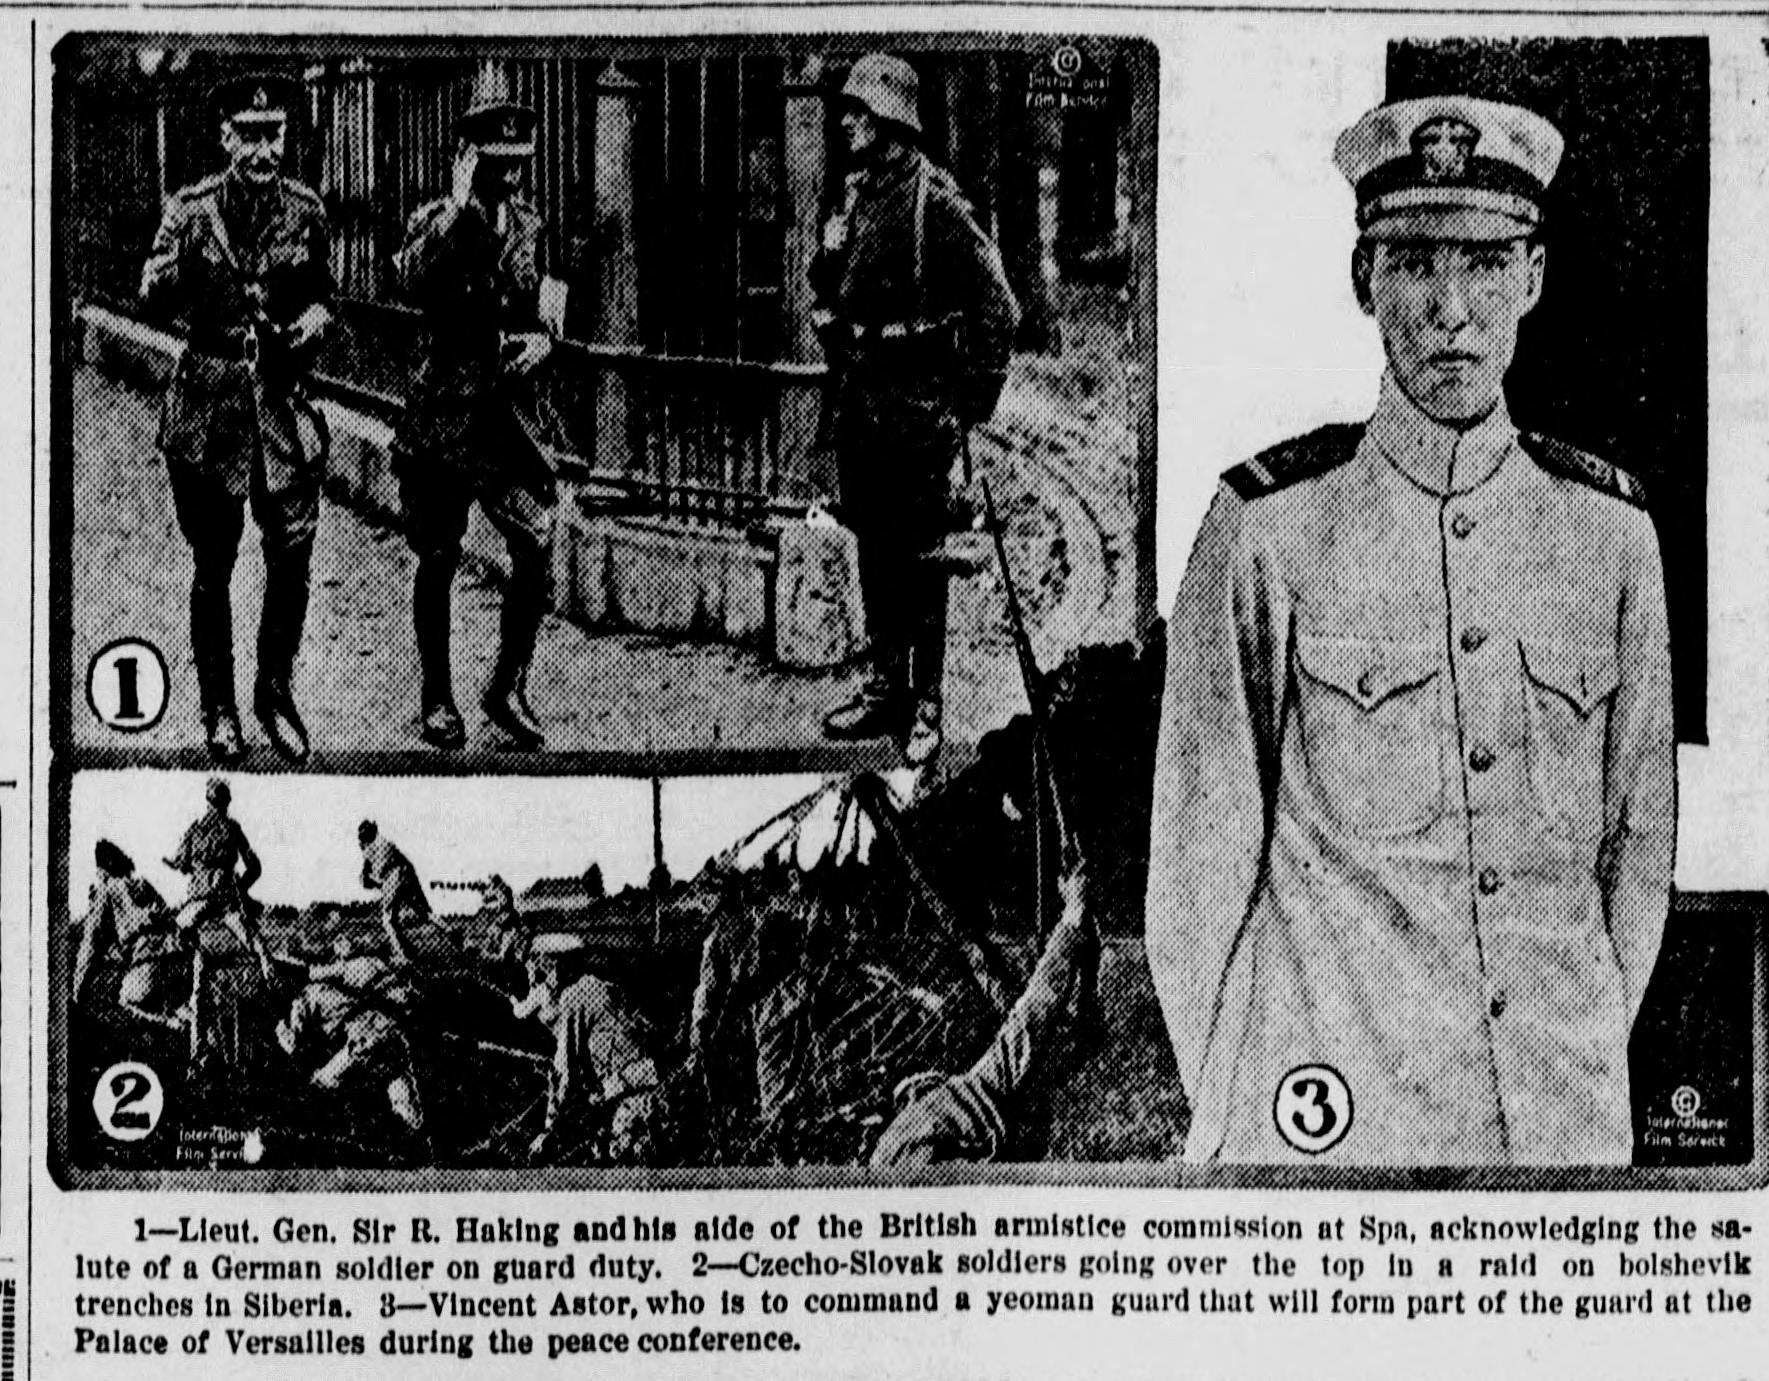 ©
International
Film Service
1
2
International
Film Servi
3
©
International
Film Service
1—Lieut. Gen. Sir R. Haking and his aide of the British armistice commission at Spa, acknowledging the sa-
lute of a German soldier on guard duty. 2—Czecho-Slovak soldiers going over the top in a raid on bolshevik
trenches in Siberia. 3—Vincent Astor, who is to command a yeoman guard that will form part of the guard at the
Palace of Versailles during the peace conference.